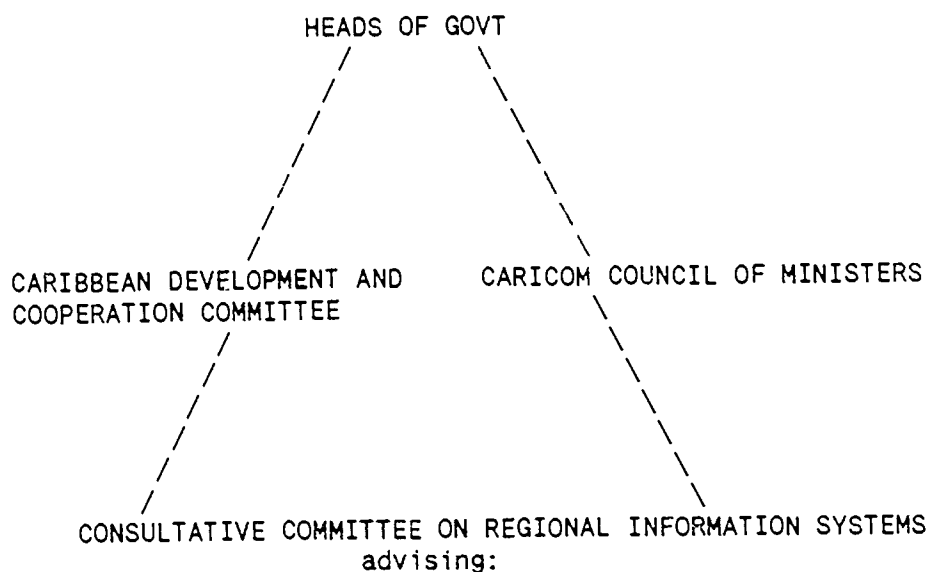 HEADS OF GOVT
CARIBBEAN DEVELOPMENT AND
COOPERATION COMMITTEE
CARICOM COUNCIL OF MINISTERS
CONSULTATIVE COMMITTEE ON REGIONAL INFORMATION SYSTEMS
advising: